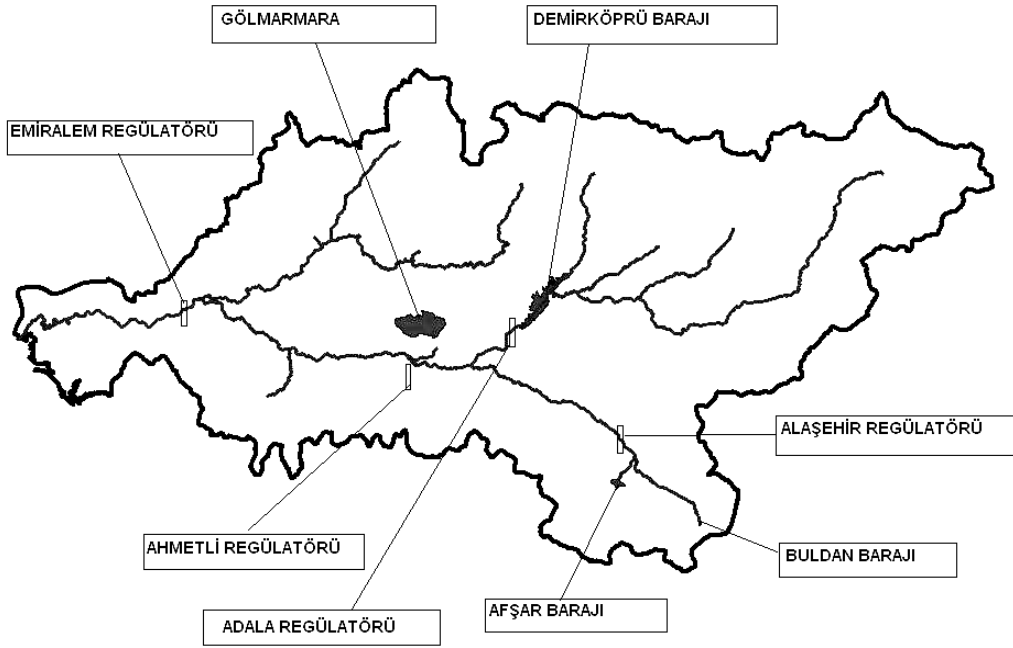 GÖLMARMARA
DEMİRKÖPRÜ BARAJI
EMİRALEM REGÜLATÖRÜ
ALAŞEHİR REGÜLATÖRÜ
AHMETLİ REGÜLATÖRÜ
BULDAN BARAJI
AFŞAR BARAJI
ADALA REGÜLATÖRÜ